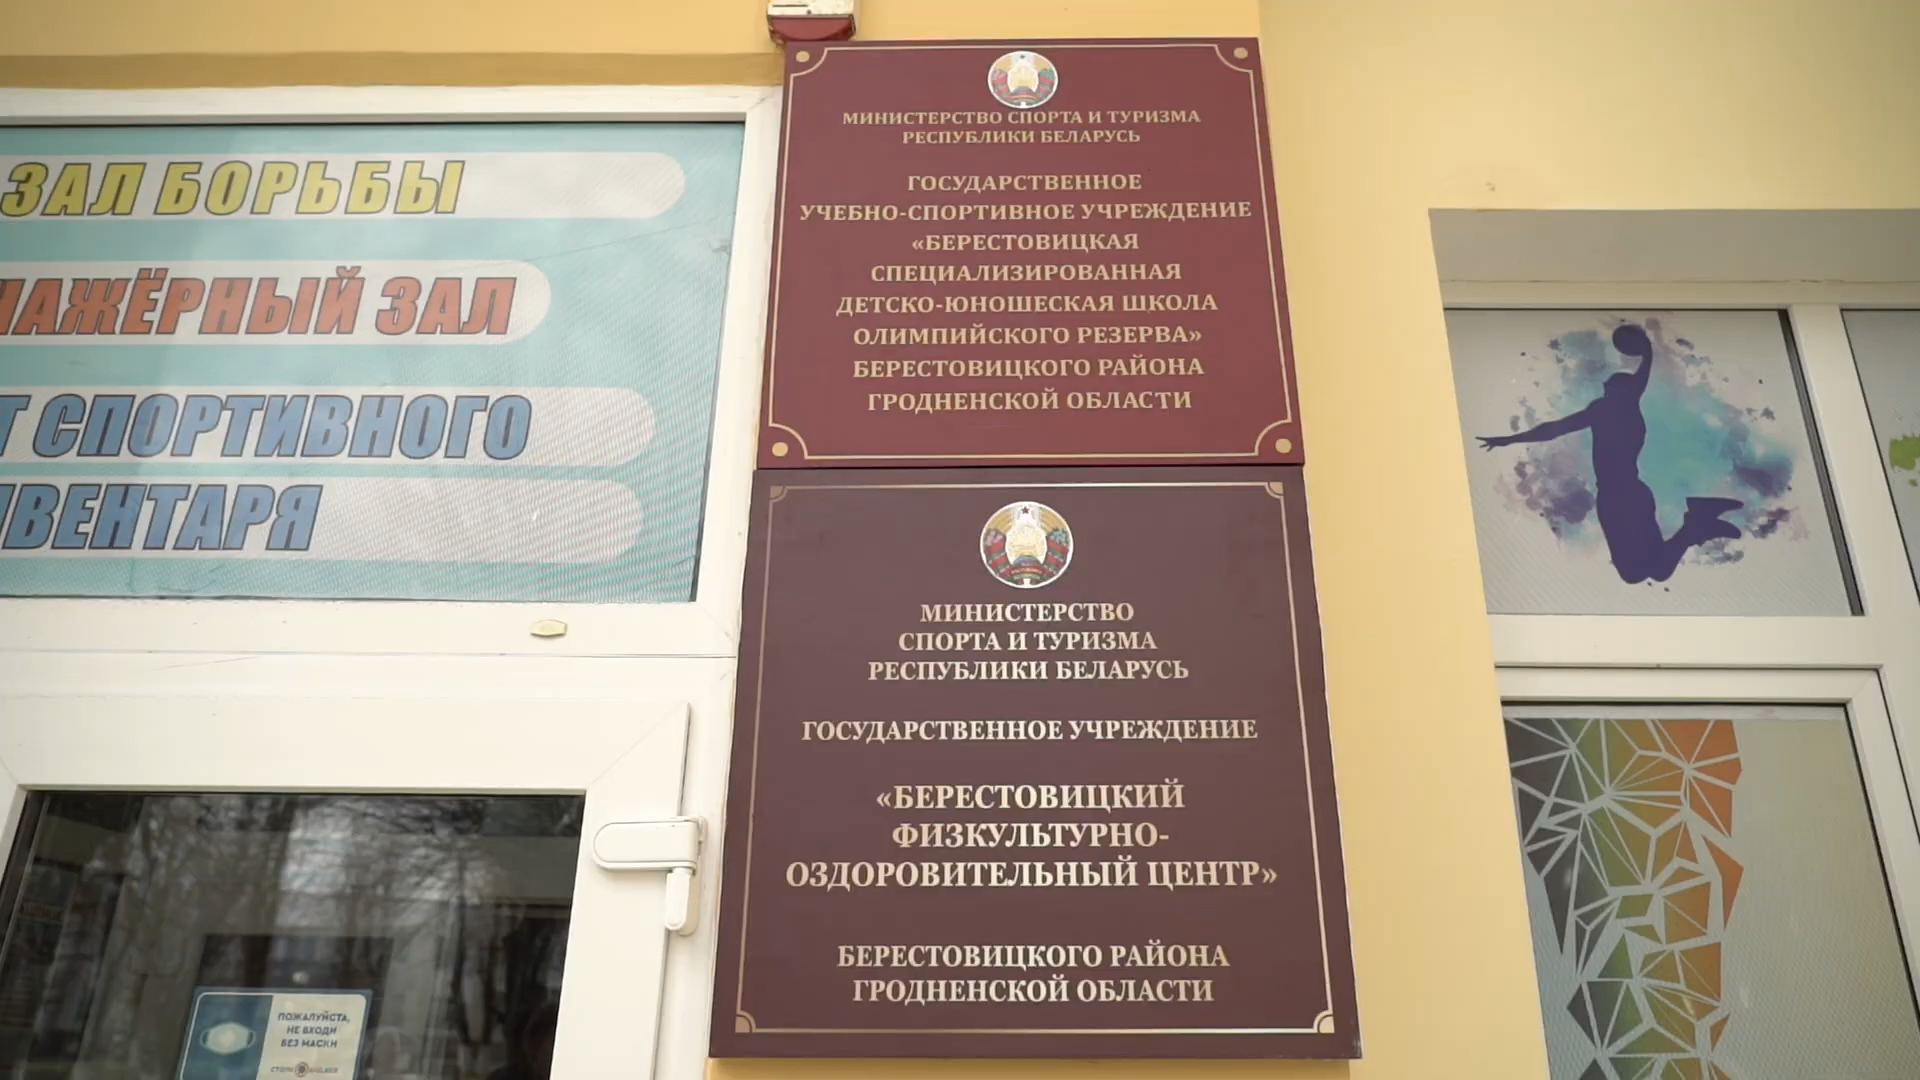 ЗАЛ БОРЬБЫ
НАЖЁРНЫЙ ЗАЛ
Т СПОРТИВНОГО
НВЕНТАРЯ
МИНИСТЕРСТВО СПОРТА И ТУРИЗМА
РЕСПУБЛИКИ БЕЛАРУСЬ
ГОСУДАРСТВЕННОЕ
УЧЕБНО-СПОРТИВНОЕ УЧРЕЖДЕНИЕ
«БЕРЕСТОВИЦКАЯ
СПЕЦИАЛИЗИРОВАННАЯ
ДЕТСКО-ЮНОШЕСКАЯ ШКОЛА
ОЛИМПИЙСКОГО РЕЗЕРВА»
БЕРЕСТОВИЦКОГО РАЙОНА
ГРОДНЕНСКОЙ ОБЛАСТИ
МИНИСТЕРСТВО
СПОРТА И ТУРИЗМА
РЕСПУБЛИКИ БЕЛАРУСЬ
ГОСУДАРСТВЕННОЕ УЧРЕЖДЕНИЕ
«БЕРЕСТОВИЦКИЙ
ФИЗКУЛЬТУРНО-
ОЗДОРОВИТЕЛЬНЫЙ ЦЕНТР»
БЕРЕСТОВИЦКОГО РАЙОНА
ГРОДНЕНСКОЙ ОБЛАСТИ
ПОЖАЛУЙСТА,
НЕ ВХОДИ
БЕЗ МАСКИ